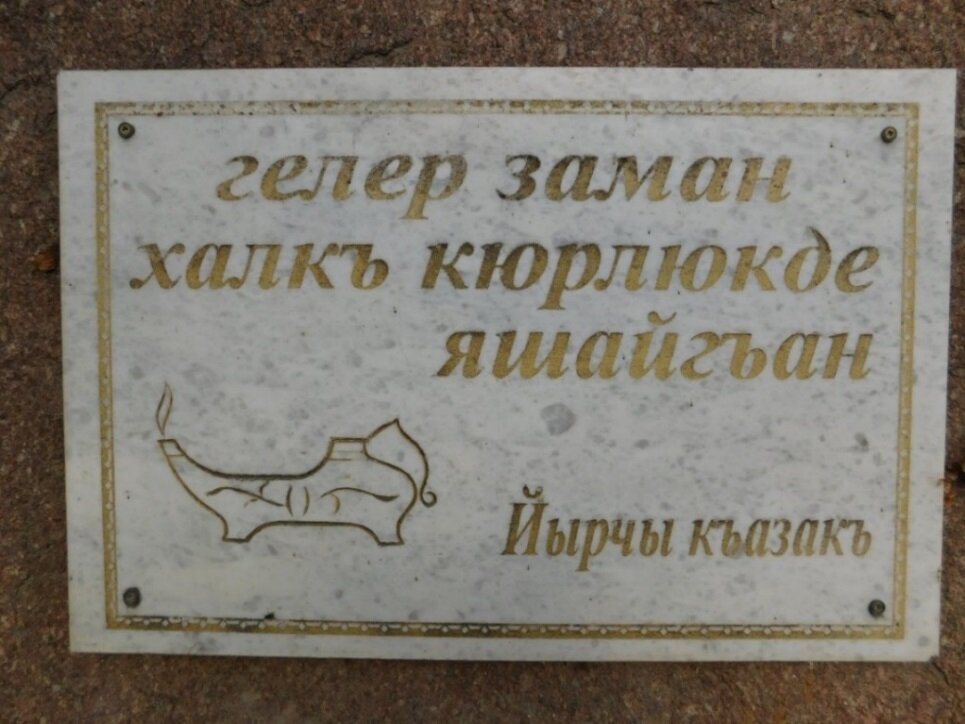 гелер заман
халкъ кюрлюкде
яшайгъан
Йырчы къазакъ